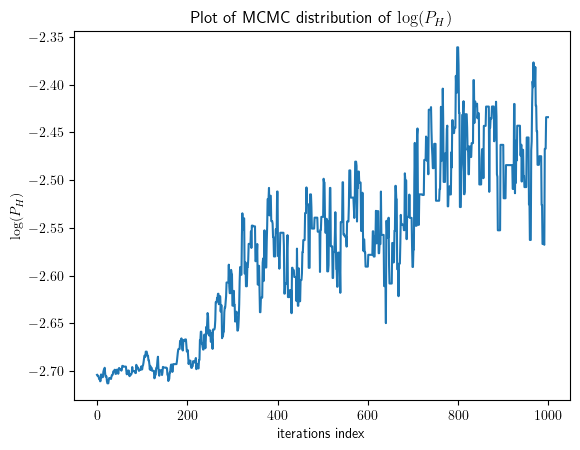 Plot of MCMC distribution of log(P_H)
−2.35
−2.40
−2.45
−2.50
−2.55
−2.60
−2.65
−2.70
log(P_H)
0 200 400 600 800 1000
iterations index